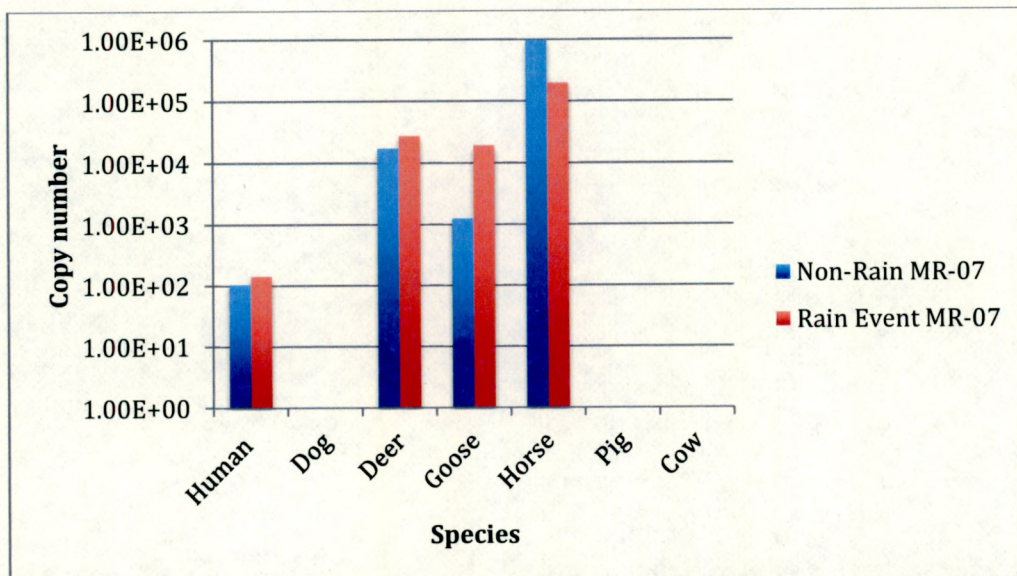 1.00E+06
1.00E+05
1.00E+04
1.00E+03
1.00E+02
1.00E+01
1.00E+00
Copy number
Human
Dog
Deer
Goose
Horse
Pig
Cow
Species
Non-Rain MR-07
Rain Event MR-07